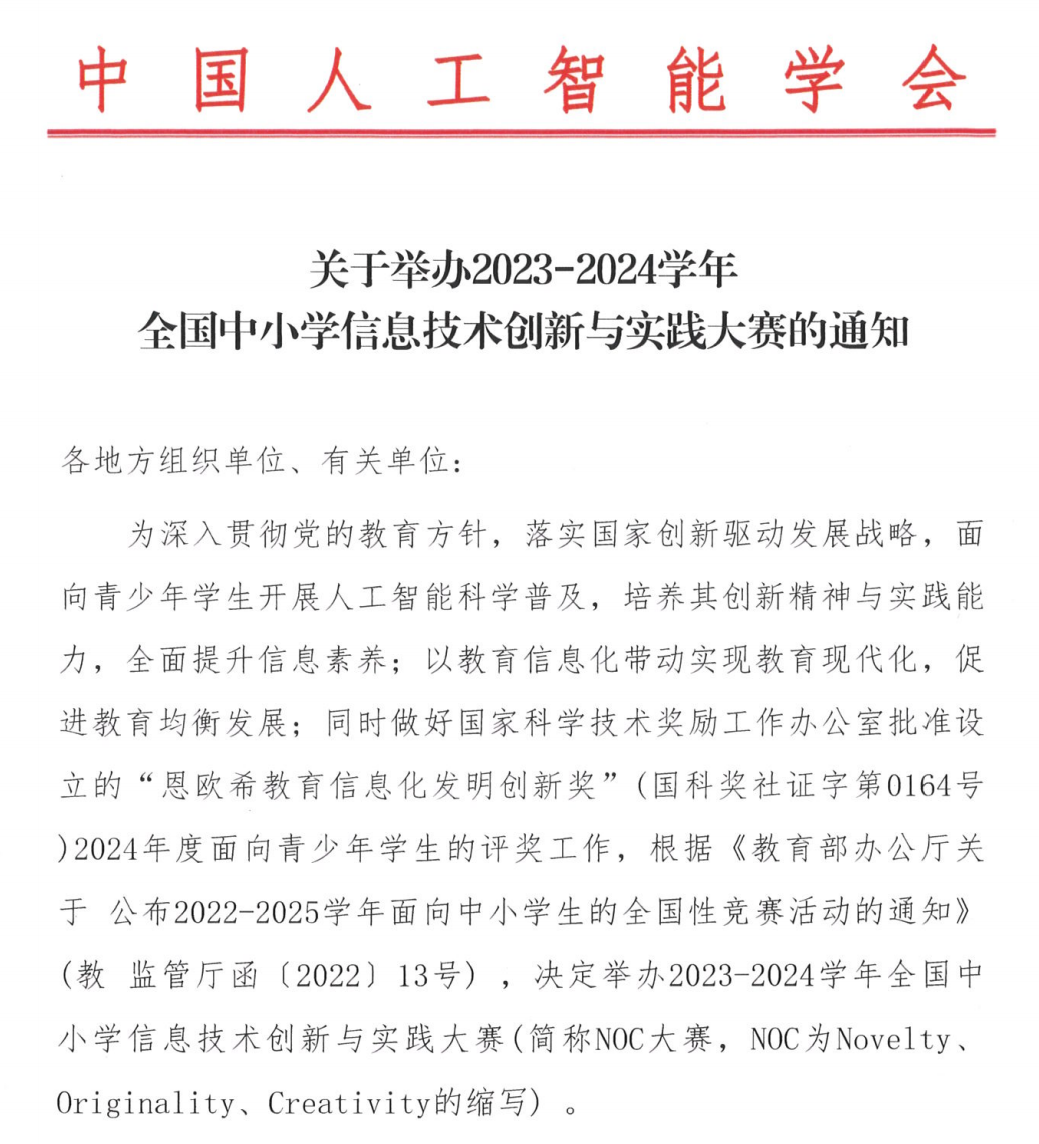 中国人工智能学会
关于举办2023-2024学年
全国中小学信息技术创新与实践大赛的通知
各地方组织单位、有关单位:
为深入贯彻党的教育方针，落实国家创新驱动发展战略，面
向青少年学生开展人工智能科学普及，培养其创新精神与实践能
力，全面提升信息素养；以教育信息化带动实现教育现代化，促
进教育均衡发展；同时做好国家科学技术奖励工作办公室批准设
立的“恩欧希教育信息化发明创新奖”(国科奖社证字第0164号
)2024年度面向青少年学生的评奖工作，根据《教育部办公厅关
于 公布2022-2025学年面向中小学生的全国性竞赛活动的通知》
(教 监管厅函〔2022〕13号) ，决定举办2023-2024学年全国中
小学信息技术创新与实践大赛(简称NOC大赛，NOC为Novelty、
Originality、Creativity的缩写) 。